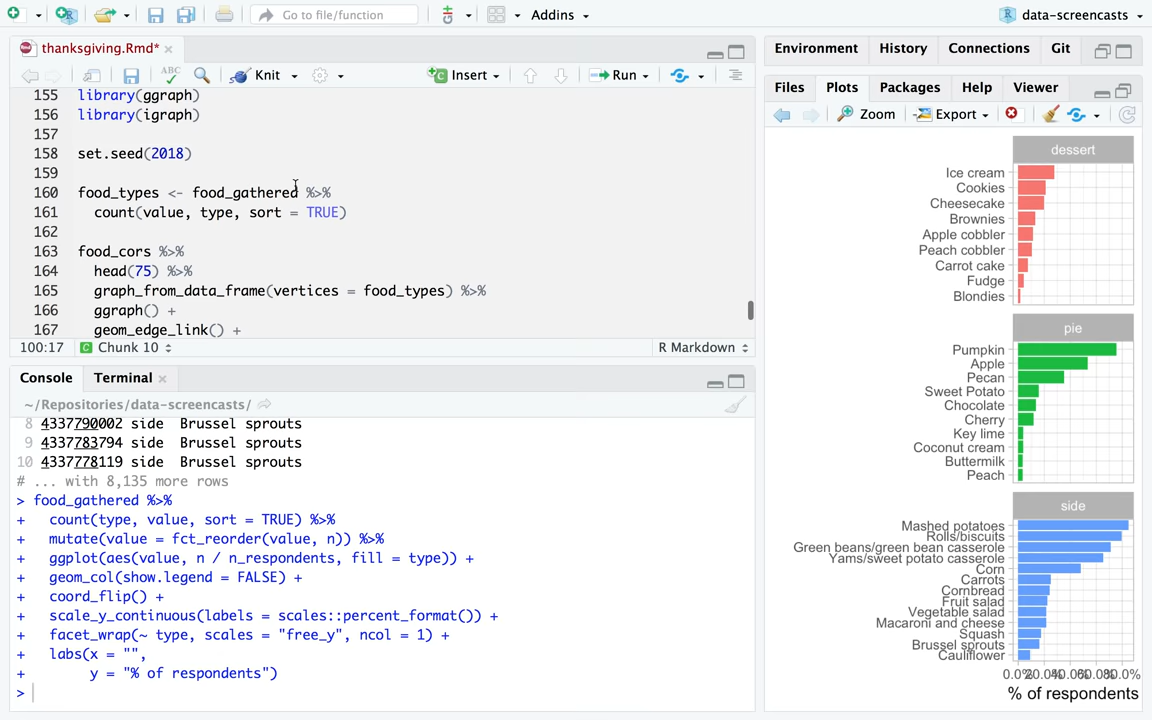 Go to file/function
Addins
data-screencasts
thanksgiving.Rmd*
ABC
Knit
Insert
Run
155 library(ggraph)
156 library(igraph)
157
158 set.seed(2018)
159
160 food_types <- food_gathered %>%
161 count(value, type, sort = TRUE)
162
163 food_cors %>%
164 head(75) %>%
165 graph_from_data_frame(vertices = food_types) %>%
166 ggraph() +
167 geom_edge_link() +
100:17 Chunk 10 R Markdown
Console Terminal
~/Repositories/data-screencasts/
8 4337790002 side Brussel sprouts
9 4337783794 side Brussel sprouts
10 4337778119 side Brussel sprouts
# ... with 8,135 more rows
> food_gathered %>%
+ count(type, value, sort = TRUE) %>%
+ mutate(value = fct_reorder(value, n)) %>%
+ ggplot(aes(value, n / n_respondents, fill = type)) +
+ geom_col(show.legend = FALSE) +
+ coord_flip() +
+ scale_y_continuous(labels = scales::percent_format()) +
+ facet_wrap(~ type, scales = "free_y", ncol = 1) +
+ labs(x = "",
+ y = "% of respondents")
>
Environment History Connections Git
Files Plots Packages Help Viewer
Zoom Export
dessert
Ice cream
Cookies
Cheesecake
Brownies
Apple cobbler
Peach cobbler
Carrot cake
Fudge
Blondies
pie
Pumpkin
Apple
Pecan
Sweet Potato
Chocolate
Cherry
Key lime
Coconut cream
Buttermilk
Peach
side
Mashed potatoes
Rolls/biscuits
Green beans/green bean casserole
Yams/sweet potato casserole
Corn
Carrots
Cornbread
Fruit salad
Vegetable salad
Macaroni and cheese
Squash
Brussel sprouts
Cauliflower
% of respondents